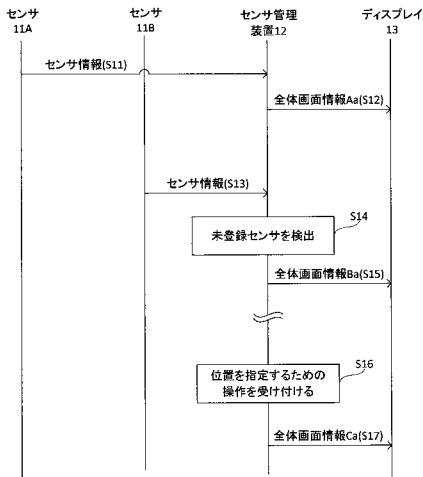 センサ
11A
センサ
11B
センサ管理
装置12
ディスプレイ
13
センサ情報(S11)
全体画面情報Aa(S12)
センサ情報(S13)
S14
未登録センサを検出
全体画面情報Ba(S15)
S16
位置を指定するための
操作を受け付ける
全体画面情報Ca(S17)